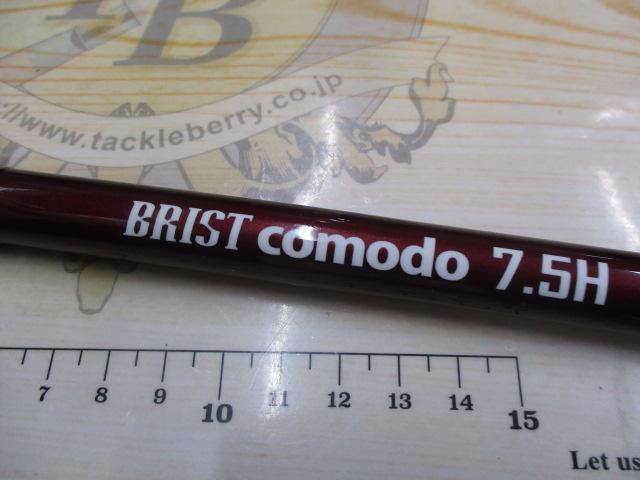 TB
://www.tackleberry.co.jp
BRIST comodo 7.5H
7 8 9 10 11 12 13 14 15
Let us